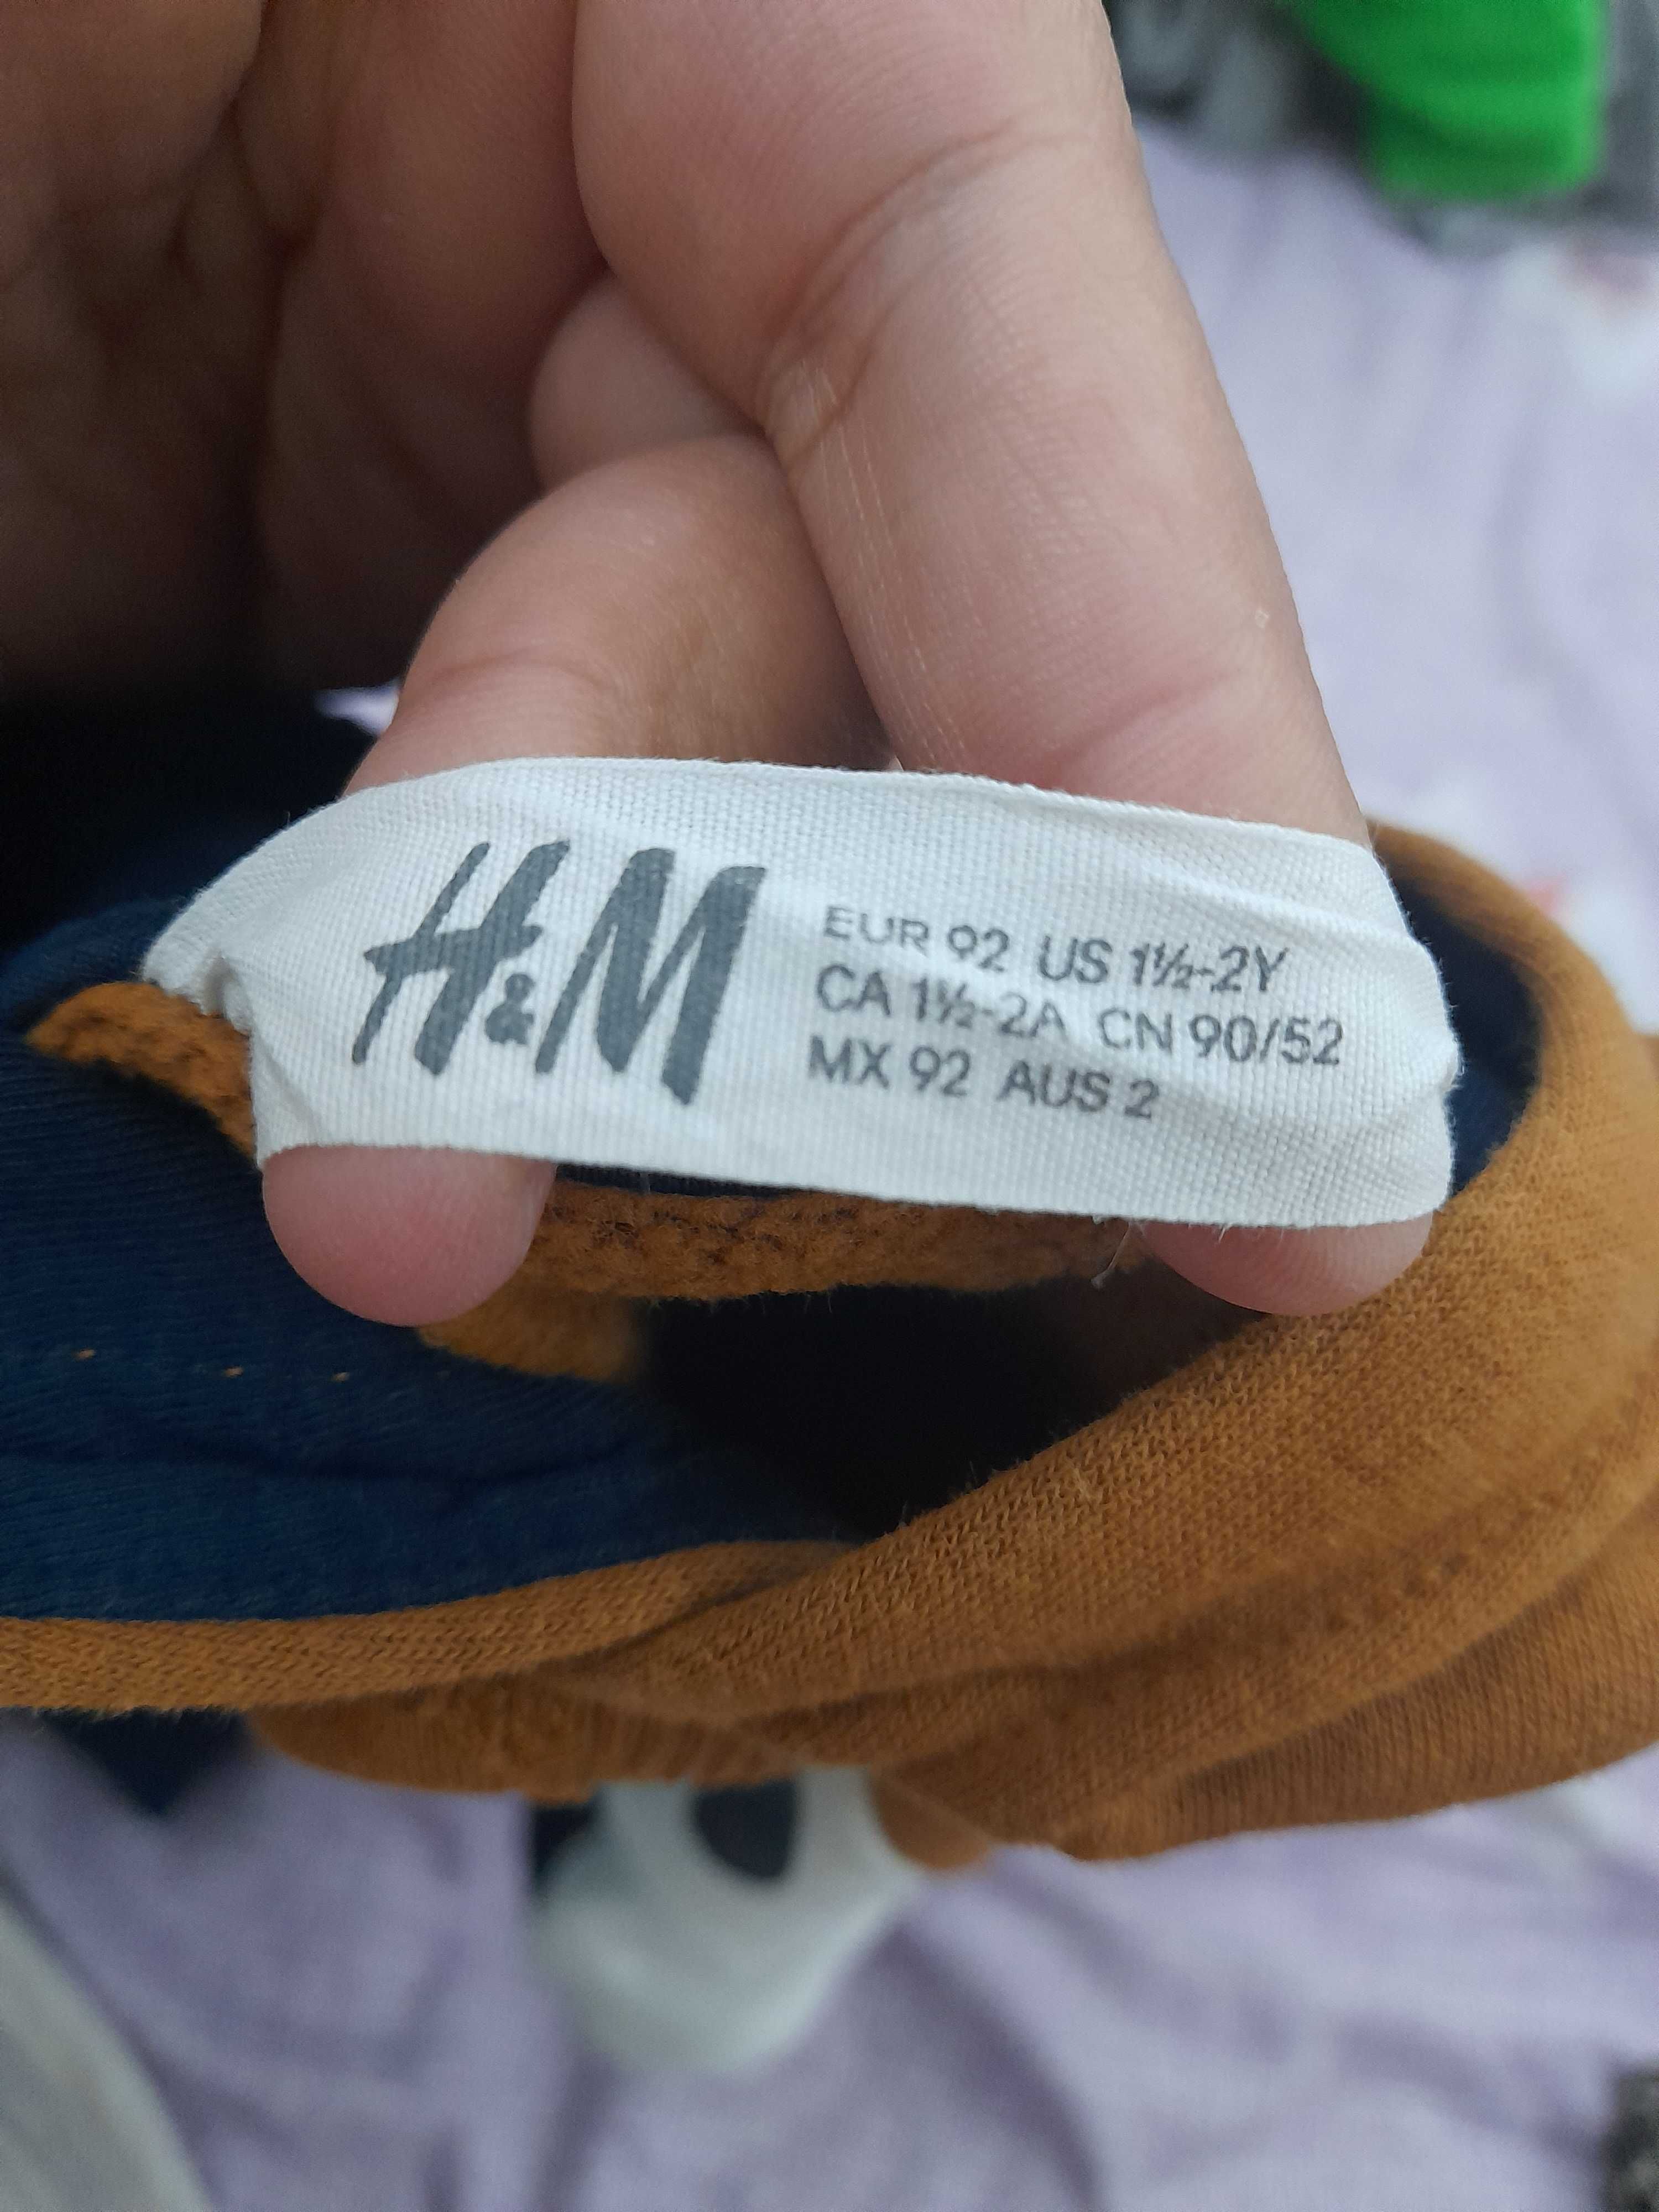 H&M
EUR 92 US 1½-2Y
CA 1½-2A CN 90/52
MX 92 AUS 2